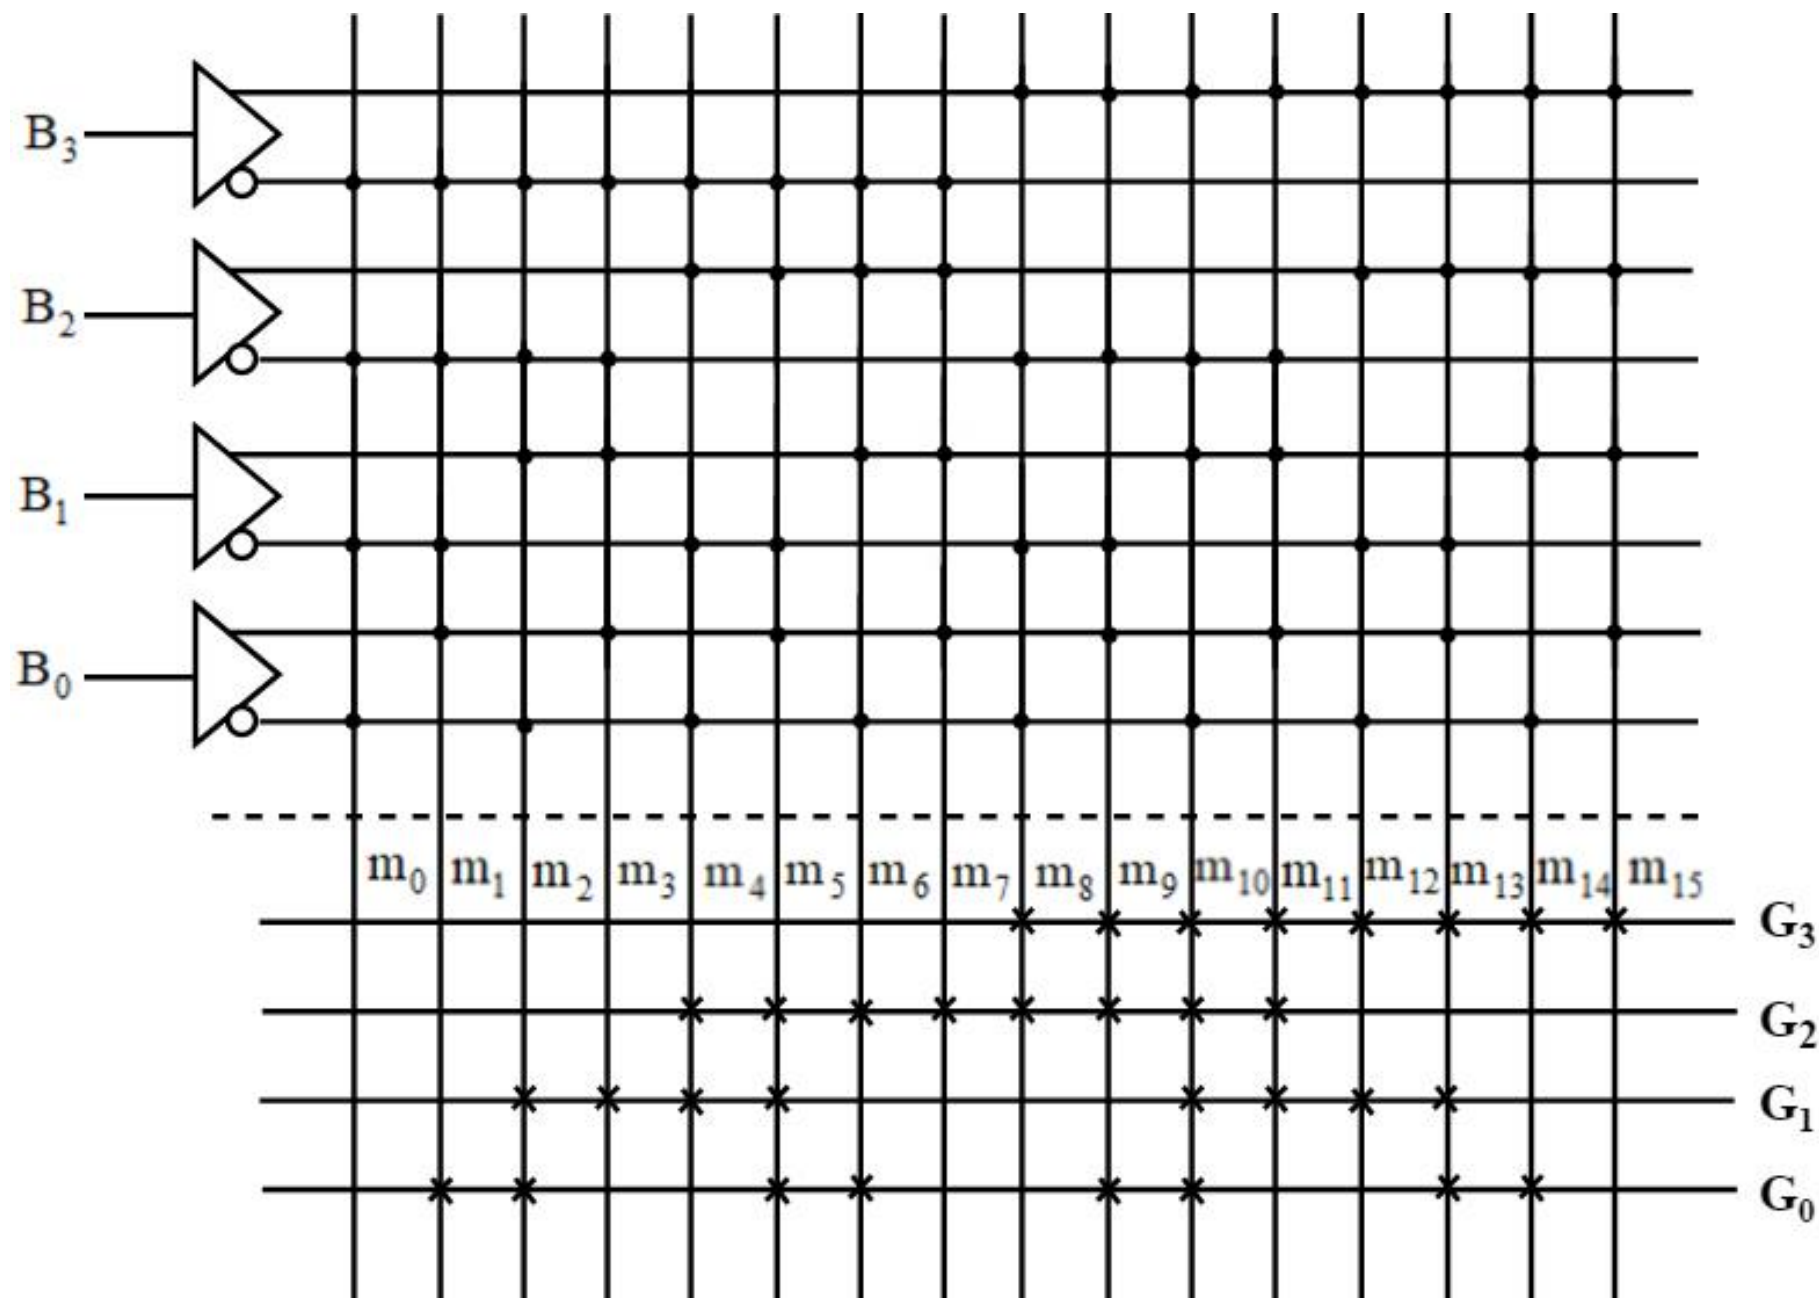 B₃
B₂
B₁
B₀
m₀ m₁ m₂ m₃ m₄ m₅ m₆ m₇ m₈ m₉ m₁₀ m₁₁ m₁₂ m₁₃ m₁₄ m₁₅
G₃
G₂
G₁
G₀